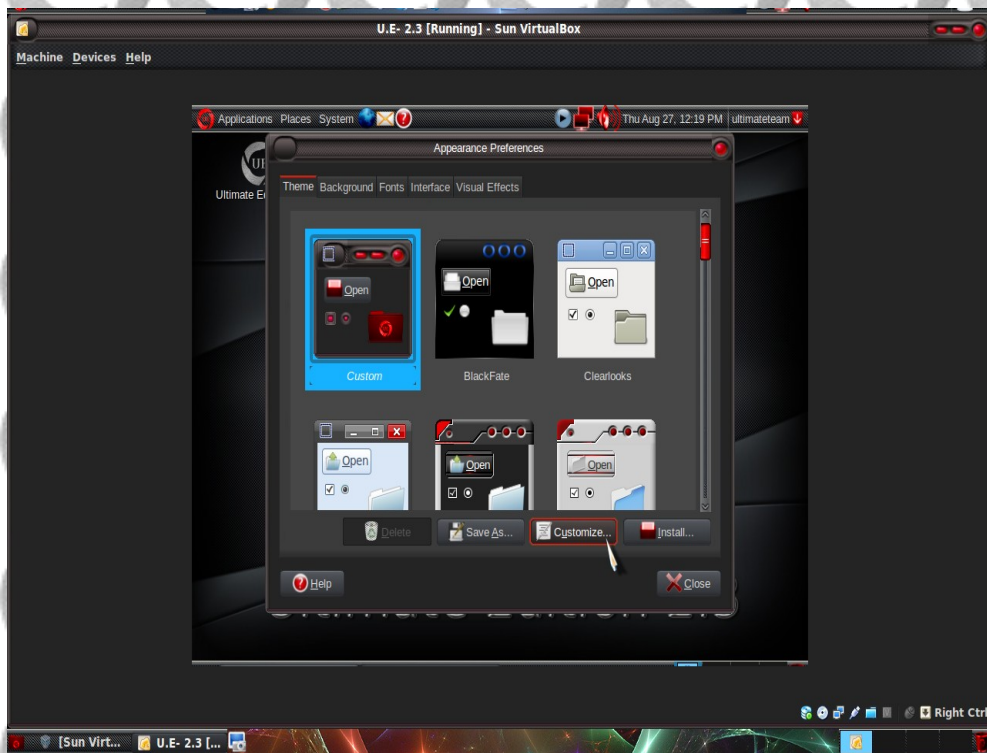 U.E- 2.3 [Running] - Sun VirtualBox
Machine Devices Help
Applications Places System Thu Aug 27, 12:19 PM ultimateteam
Appearance Preferences
Ultimate E
Theme Background Fonts Interface Visual Effects
Open Open Open
Custom BlackFate Clearlooks
Open Open Open
Delete Save As... Customize... Install...
Help Close
Right Ctrl
[Sun Virt... U.E- 2.3 [...